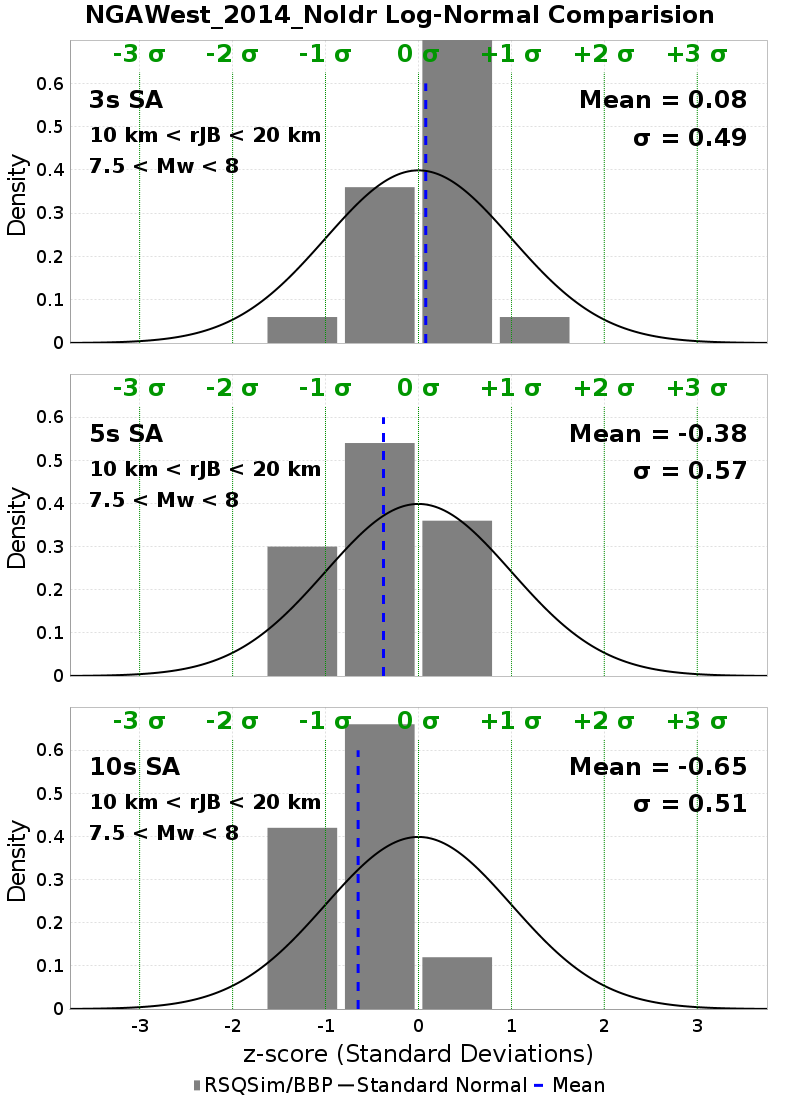 NGAWest_2014_NoIdr Log-Normal Comparision
-3 σ -2 σ -1 σ 0 σ +1 σ +2 σ +3 σ
3s SA
10 km < rJB < 20 km
7.5 < Mw < 8
Mean = 0.08
σ = 0.49
Density
0.6
0.5
0.4
0.3
0.2
0.1
0
-3 σ -2 σ -1 σ 0 σ +1 σ +2 σ +3 σ
5s SA
10 km < rJB < 20 km
7.5 < Mw < 8
Mean = -0.38
σ = 0.57
Density
0.6
0.5
0.4
0.3
0.2
0.1
0
-3 σ -2 σ -1 σ 0 σ +1 σ +2 σ +3 σ
10s SA
10 km < rJB < 20 km
7.5 < Mw < 8
Mean = -0.65
σ = 0.51
Density
0.6
0.5
0.4
0.3
0.2
0.1
0
-3 -2 -1 0 1 2 3
z-score (Standard Deviations)
RSQSim/BBP Standard Normal Mean